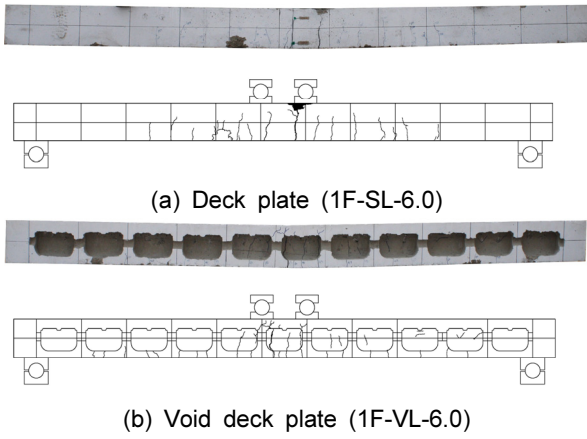 (a) Deck plate (1F-SL-6.0)
(b) Void deck plate (1F-VL-6.0)